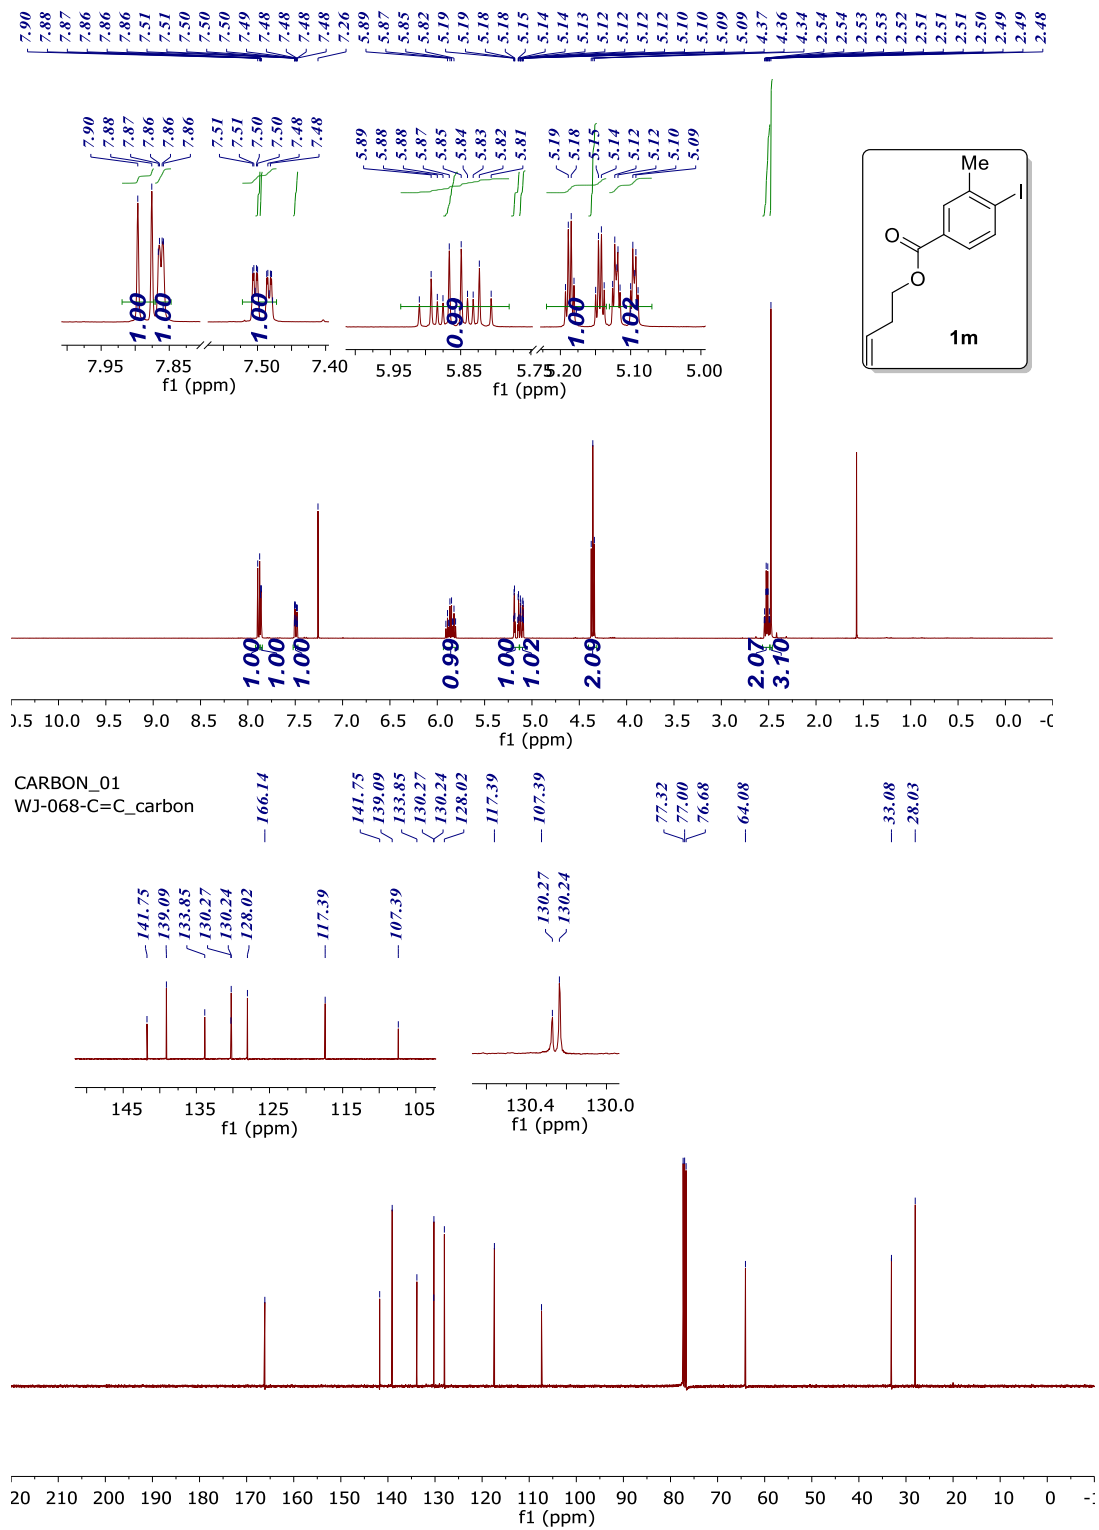 7.90 7.88 7.87 7.86 7.86 7.86 7.51 7.51 7.50 7.50 7.50 7.49 7.48 7.48 7.48 7.48 7.26 5.89 5.87 5.85 5.82 5.19 5.19 5.18 5.18 5.15 5.14 5.14 5.13 5.12 5.12 5.12 5.10 5.10 5.09 5.09 4.37 4.36 4.34 2.54 2.54 2.53 2.53 2.52 2.51 2.51 2.51 2.50 2.49 2.49 2.48
7.90 7.88 7.87 7.86 7.86 7.86 7.51 7.51 7.50 7.50 7.48 7.48 5.89 5.88 5.88 5.87 5.85 5.84 5.83 5.82 5.81 5.19 5.18 5.15 5.14 5.12 5.12 5.10 5.09
Me
I
O
O
1m
1.00 1.00 1.00 0.99 1.00 1.02
7.95 7.85 7.50 7.40 5.95 5.85 5.75 5.20 5.10 5.00
f1 (ppm) f1 (ppm)
1.00 1.00 1.00 0.99 1.00 1.02 2.09 2.07 3.10
10.0 9.5 9.0 8.5 8.0 7.5 7.0 6.5 6.0 5.5 5.0 4.5 4.0 3.5 3.0 2.5 2.0 1.5 1.0 0.5 0.0
f1 (ppm)
CARBON_01
WJ-068-C=C_carbon
166.14 141.75 139.09 133.85 130.27 130.24 128.02 117.39 107.39 77.32 77.00 76.68 64.08 33.08 28.03
141.75 139.09 133.85 130.27 130.24 128.02 117.39 107.39 130.27 130.24
145 135 125 115 105 130.4 130.0
f1 (ppm) f1 (ppm)
20 210 200 190 180 170 160 150 140 130 120 110 100 90 80 70 60 50 40 30 20 10 0
f1 (ppm)